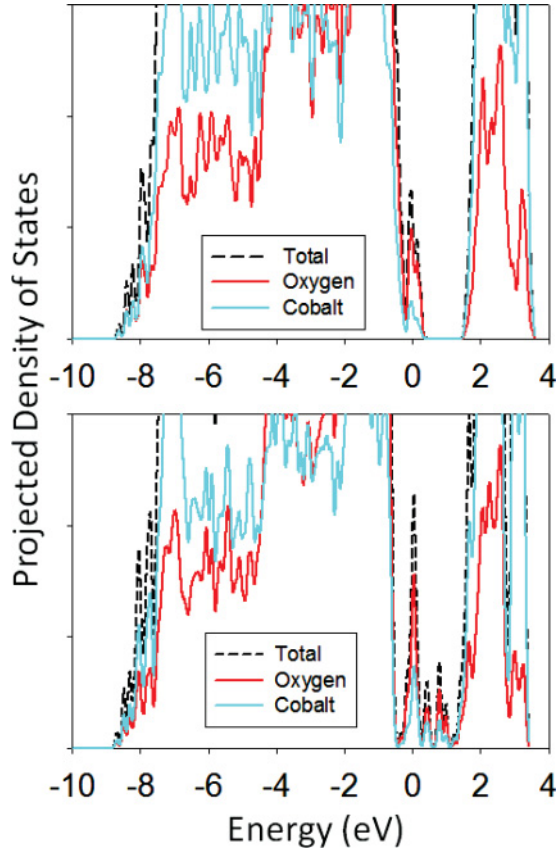 Projected Density of States
Total
Oxygen
Cobalt
-10 -8 -6 -4 -2 0 2 4
Total
Oxygen
Cobalt
-10 -8 -6 -4 -2 0 2 4
Energy (eV)